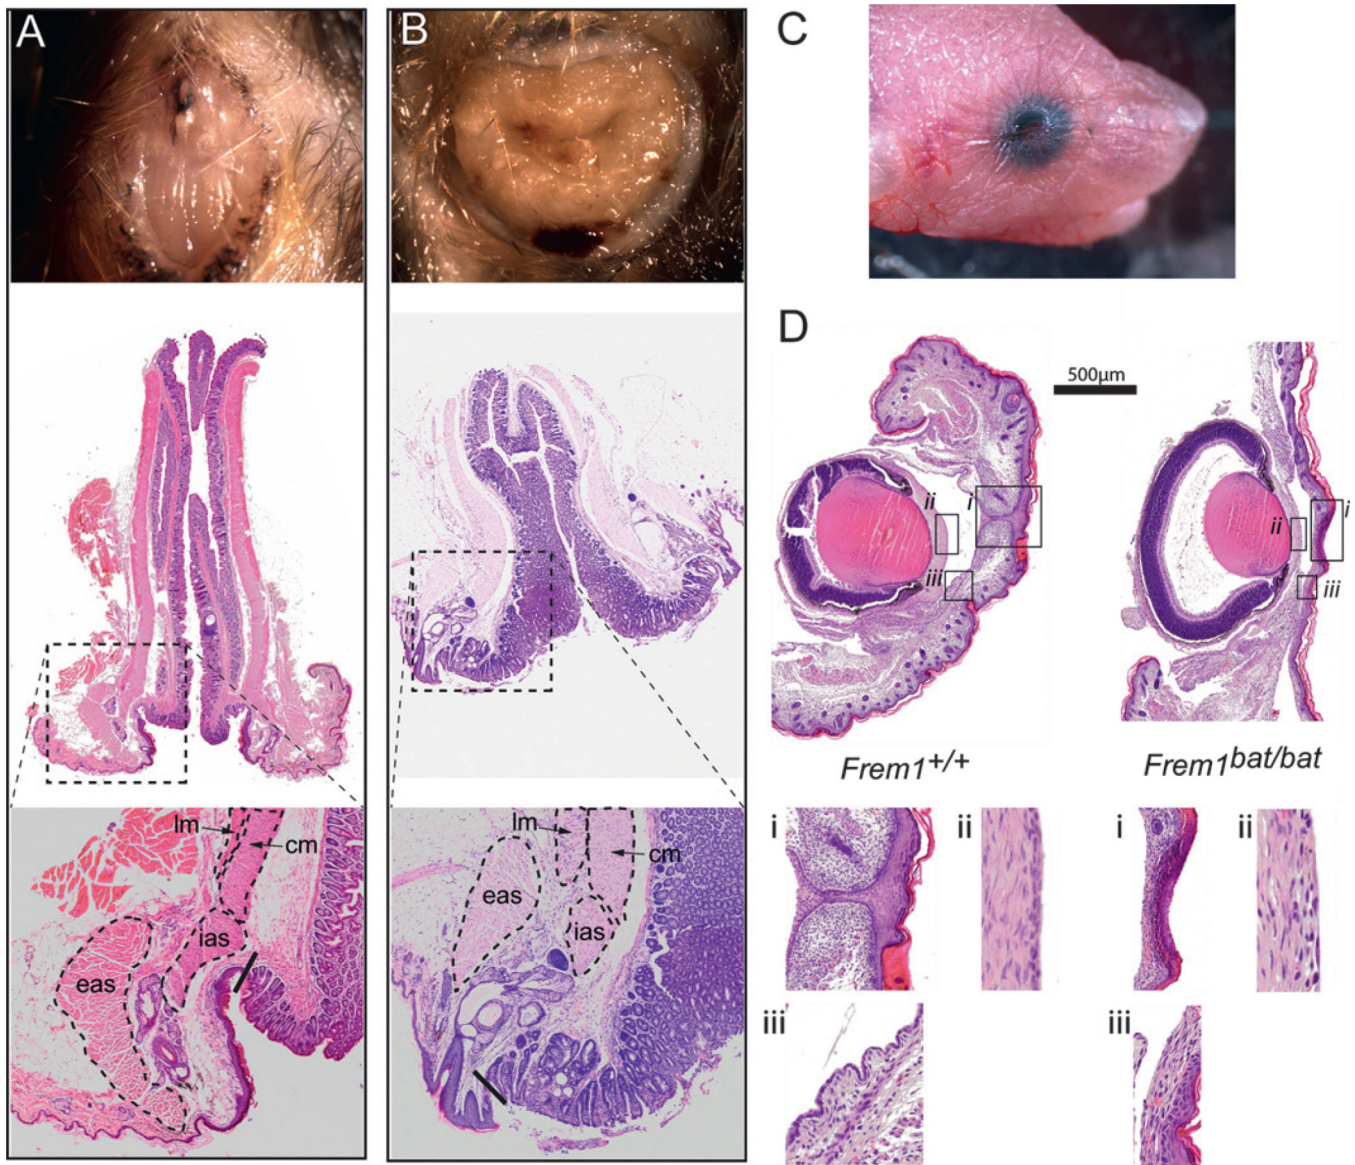 A
B
C
D
500µm
i
ii
iii
i
ii
iii
Frem1+/+
Frem1bat/bat
lm
cm
ias
eas
lm
cm
eas
ias
i
ii
i
ii
iii
iii